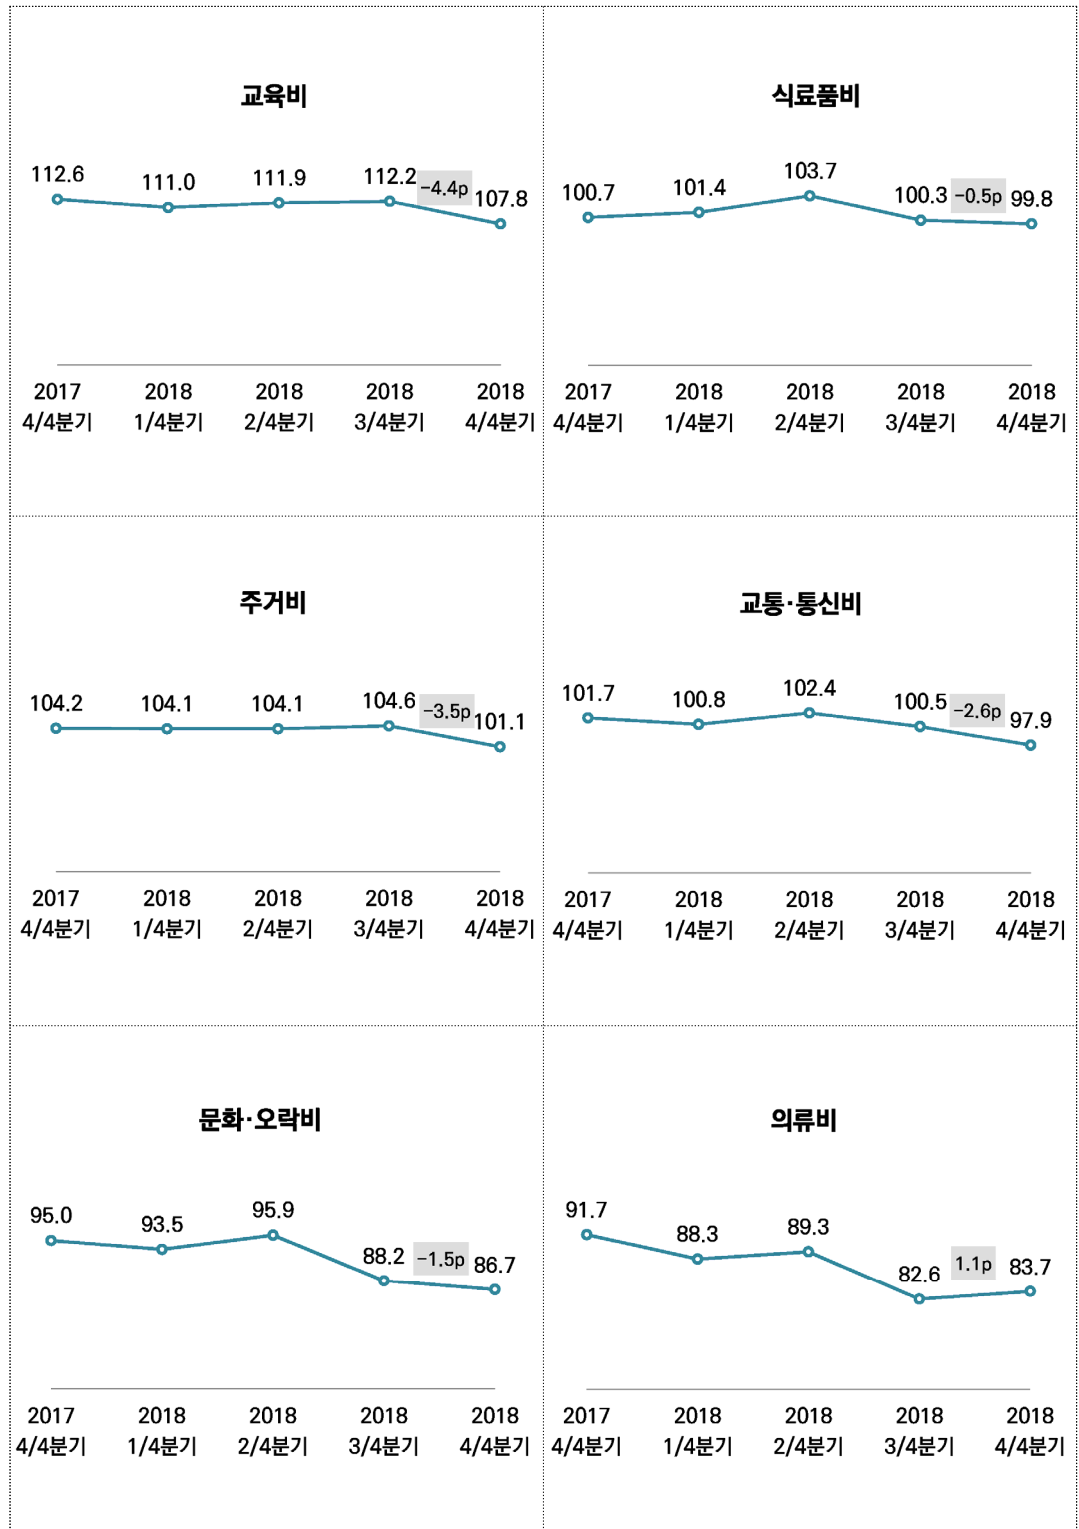 교육비
112.6 111.0 111.9 112.2 -4.4p 107.8
2017 2018 2018 2018 2018
4/4분기 1/4분기 2/4분기 3/4분기 4/4분기
식료품비
100.7 101.4 103.7 100.3 -0.5p 99.8
2017 2018 2018 2018 2018
4/4분기 1/4분기 2/4분기 3/4분기 4/4분기
주거비
104.2 104.1 104.1 104.6 -3.5p 101.1
2017 2018 2018 2018 2018
4/4분기 1/4분기 2/4분기 3/4분기 4/4분기
교통·통신비
101.7 100.8 102.4 100.5 -2.6p 97.9
2017 2018 2018 2018 2018
4/4분기 1/4분기 2/4분기 3/4분기 4/4분기
문화·오락비
95.0 93.5 95.9 88.2 -1.5p 86.7
2017 2018 2018 2018 2018
4/4분기 1/4분기 2/4분기 3/4분기 4/4분기
의류비
91.7 88.3 89.3 82.6 1.1p 83.7
2017 2018 2018 2018 2018
4/4분기 1/4분기 2/4분기 3/4분기 4/4분기